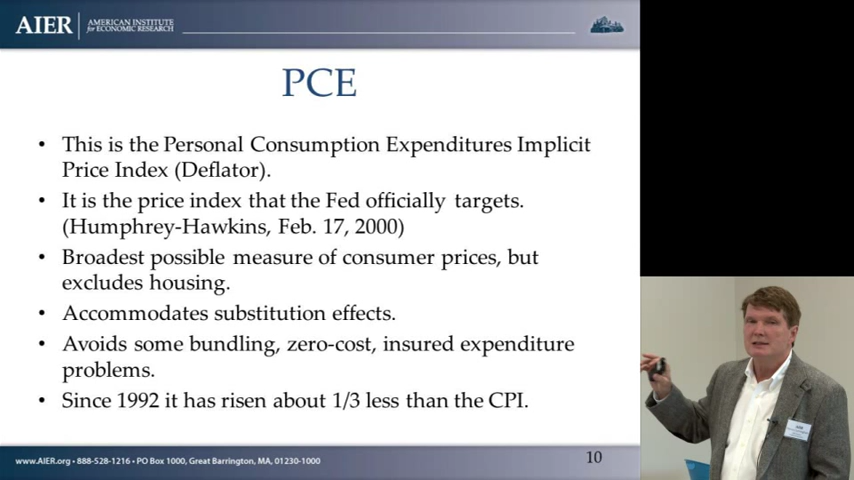 AIER
AMERICAN INSTITUTE
for ECONOMIC RESEARCH
PCE
• This is the Personal Consumption Expenditures Implicit
Price Index (Deflator).
• It is the price index that the Fed officially targets.
(Humphrey-Hawkins, Feb. 17, 2000)
• Broadest possible measure of consumer prices, but
excludes housing.
• Accommodates substitution effects.
• Avoids some bundling, zero-cost, insured expenditure
problems.
• Since 1992 it has risen about 1/3 less than the CPI.
www.AIER.org • 888-528-1216 • PO Box 1000, Great Barrington, MA, 01230-1000
10